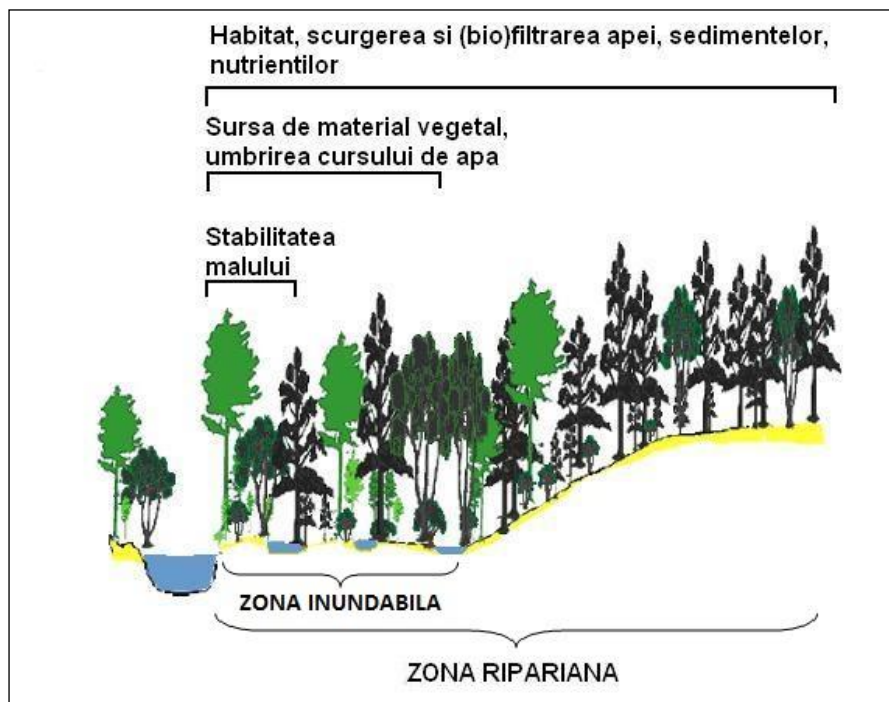 Habitat, scurgerea si (bio)filtrarea apei, sedimentelor,
nutrientilor
Sursa de material vegetal,
umbrirea cursului de apa
Stabilitatea
malului
ZONA INUNDABILA
ZONA RIPARIANA